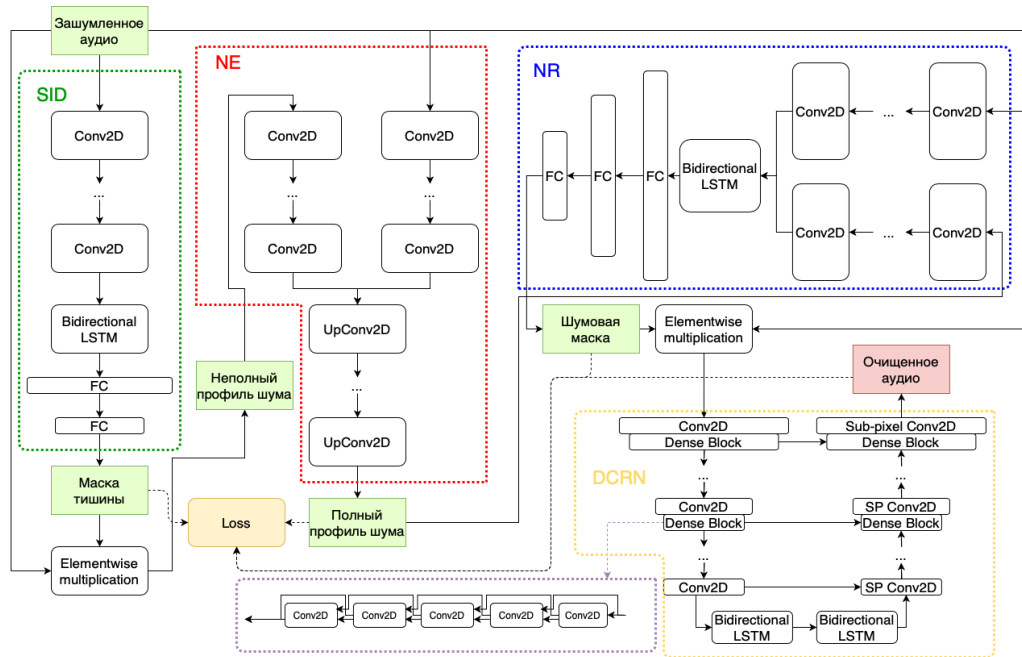 Зашумленное
аудио
SID
Conv2D
...
Conv2D
Bidirectional
LSTM
FC
FC
Маска
тишины
Elementwise
multiplication
NE
Conv2D
...
Conv2D
Conv2D
...
Conv2D
UpConv2D
...
UpConv2D
Неполный
профиль шума
Полный
профиль шума
Loss
NR
FC
FC
FC
Bidirectional
LSTM
Conv2D
...
Conv2D
Conv2D
...
Conv2D
Шумовая
маска
Elementwise
multiplication
Очищенное
аудио
DCRN
Conv2D
Dense Block
...
Conv2D
Dense Block
...
Conv2D
Bidirectional
LSTM
Bidirectional
LSTM
Sub-pixel Conv2D
Dense Block
...
SP Conv2D
Dense Block
...
SP Conv2D
Conv2D
Conv2D
Conv2D
Conv2D
Conv2D